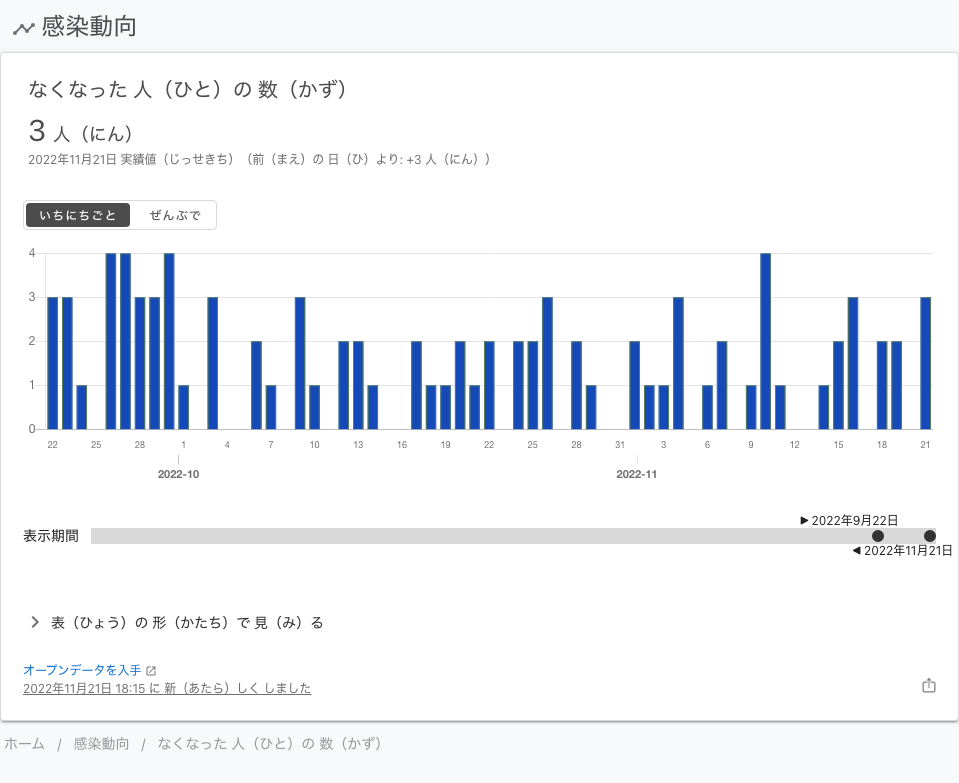 感染動向
なくなった 人（ひと）の 数（かず）
3 人（にん）
2022年11月21日 実績値（じっせきち）（前（まえ）の 日（ひ）より: +3 人（にん））
いちにちごと ぜんぶで
4
3
2
1
0
22 25 28 1 4 7 10 13 16 19 22 25 28 31 3 6 9 12 15 18 21
2022-10 2022-11
▶ 2022年9月22日
表示期間
◀ 2022年11月21日
表（ひょう）の 形（かたち）で 見（み）る
オープンデータを入手
2022年11月21日 18:15 に 新（あたら）しく しました
ホーム / 感染動向 / なくなった 人（ひと）の 数（かず）